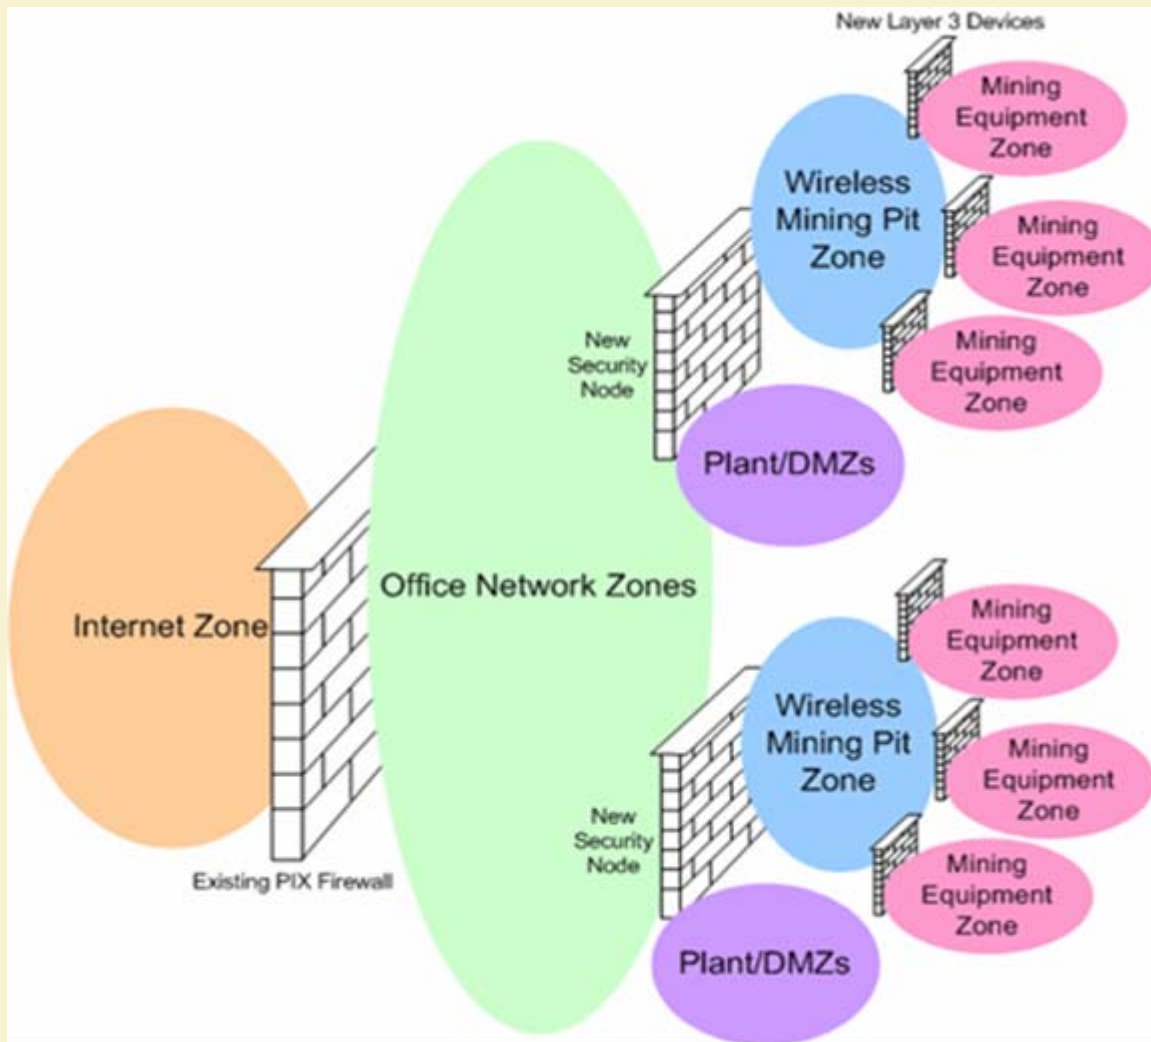 New Layer 3 Devices
Mining
Equipment
Zone
Wireless
Mining Pit
Zone
Mining
Equipment
Zone
Mining
Equipment
Zone
New
Security
Node
Plant/DMZs
Office Network Zones
Internet Zone
Existing PIX Firewall
Mining
Equipment
Zone
Wireless
Mining Pit
Zone
Mining
Equipment
Zone
Mining
Equipment
Zone
New
Security
Node
Plant/DMZs